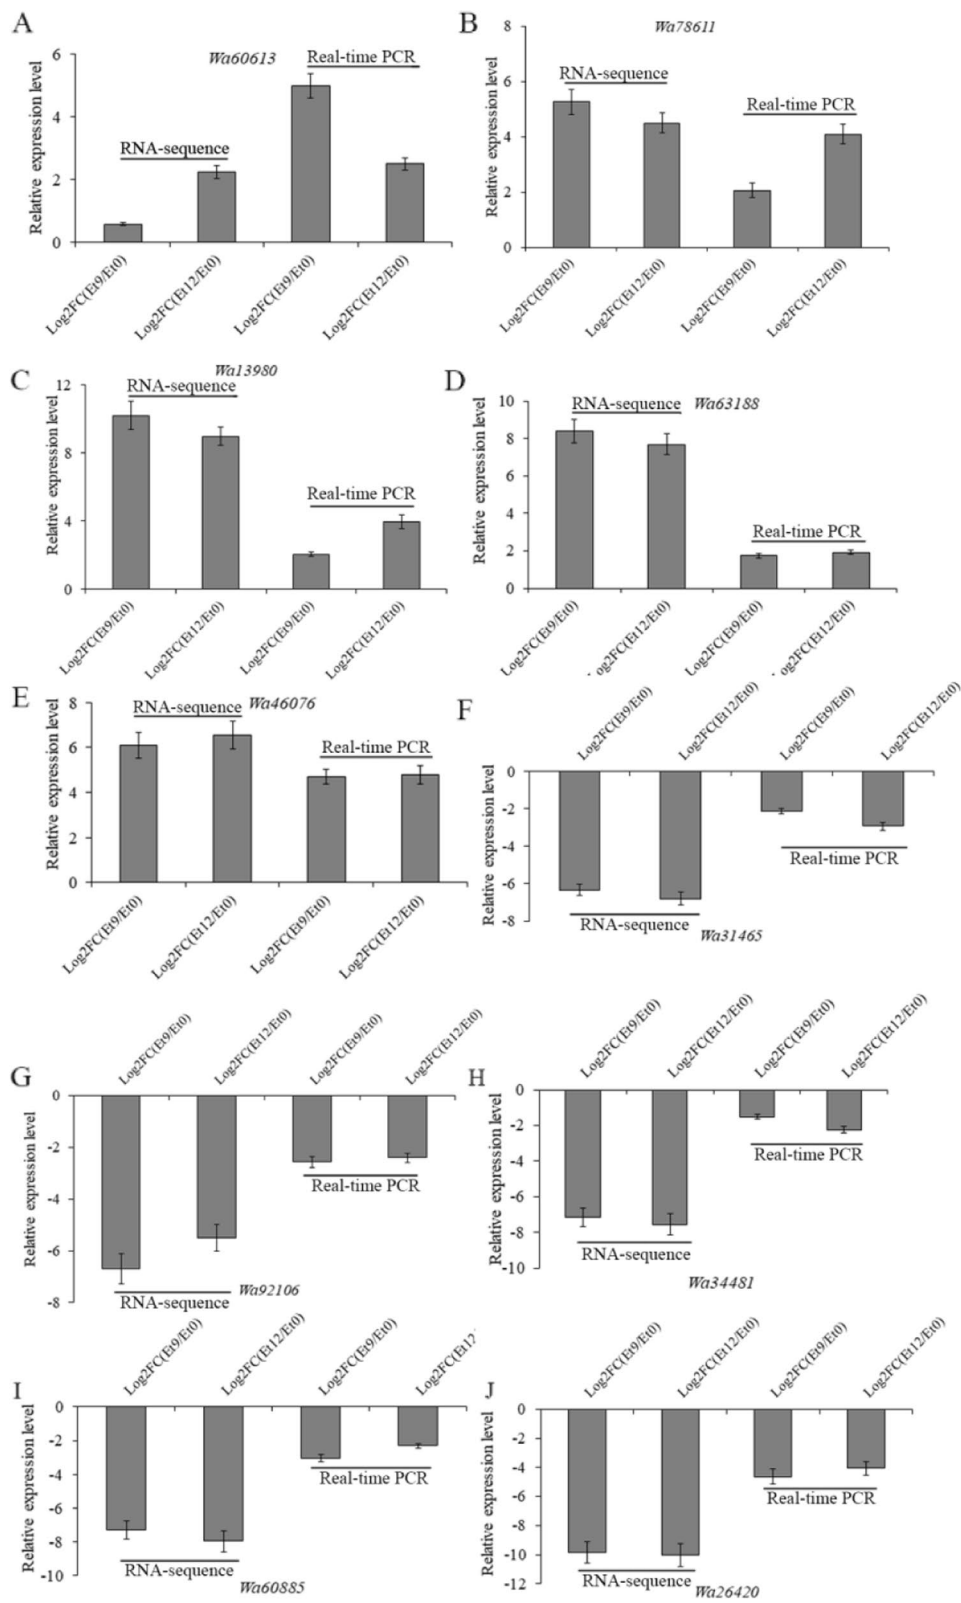 A
Wa60613
Real-time PCR
RNA-sequence
Relative expression level
6
4
2
0
Log2FC(Et9/Et0)
Log2FC(Et12/Et0)
Log2FC(Et9/Et0)
Log2FC(Et12/Et0)
B
Wa78611
RNA-sequence
Real-time PCR
Relative expression level
8
6
4
2
0
Log2FC(Et9/Et0)
Log2FC(Et12/Et0)
Log2FC(Et9/Et0)
Log2FC(Et12/Et0)
C
Wa13980
RNA-sequence
Real-time PCR
Relative expression level
12
8
4
0
Log2FC(Et9/Et0)
Log2FC(Et12/Et0)
Log2FC(Et9/Et0)
Log2FC(Et12/Et0)
D
RNA-sequence
Wa63188
Real-time PCR
Relative expression level
10
8
6
4
2
0
Log2FC(Et9/Et0)
Log2FC(Et12/Et0)
Log2FC(Et9/Et0)
Log2FC(Et12/Et0)
E
RNA-sequence
Wa46076
Real-time PCR
Relative expression level
8
6
4
2
0
Log2FC(Et9/Et0)
Log2FC(Et12/Et0)
Log2FC(Et9/Et0)
Log2FC(Et12/Et0)
F
Log2FC(Et9/Et0)
Log2FC(Et12/Et0)
Log2FC(Et9/Et0)
Log2FC(Et12/Et0)
Relative expression level
0
-2
-4
-6
-8
Real-time PCR
RNA-sequence
Wa31465
G
Log2FC(Et9/Et0)
Log2FC(Et12/Et0)
Log2FC(Et9/Et0)
Log2FC(Et12/Et0)
Relative expression level
0
-2
-4
-6
-8
Real-time PCR
RNA-sequence
Wa92106
H
Log2FC(Et9/Et0)
Log2FC(Et12/Et0)
Log2FC(Et9/Et0)
Log2FC(Et12/Et0)
Relative expression level
0
-2
-4
-6
-8
-10
Real-time PCR
RNA-sequence
Wa34481
I
Log2FC(Et9/Et0)
Log2FC(Et12/Et0)
Log2FC(Et9/Et0)
Log2FC(Et12
Relative expression level
0
-2
-4
-6
-8
-10
Real-time PCR
RNA-sequence
Wa60885
J
Log2FC(Et9/Et0)
Log2FC(Et12/Et0)
Log2FC(Et9/Et0)
Log2FC(Et12/Et0)
Relative expression level
0
-2
-4
-6
-8
-10
-12
Real-time PCR
RNA-sequence
Wa26420